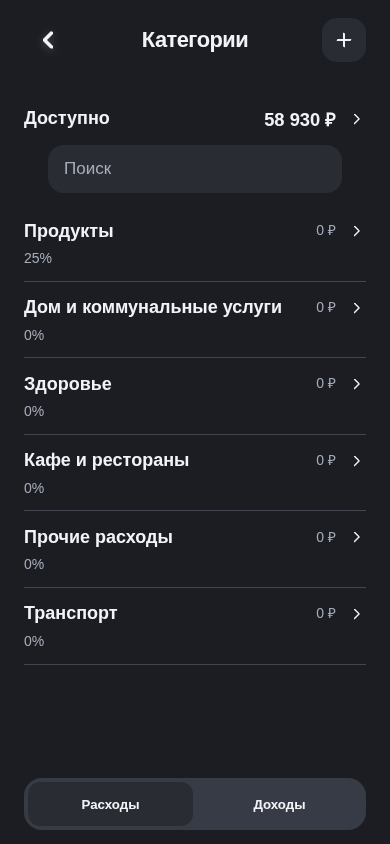 Категории
Доступно 58 930 ₽
Поиск
Продукты 0 ₽
25%
Дом и коммунальные услуги 0 ₽
0%
Здоровье 0 ₽
0%
Кафе и рестораны 0 ₽
0%
Прочие расходы 0 ₽
0%
Транспорт 0 ₽
0%
Расходы Доходы